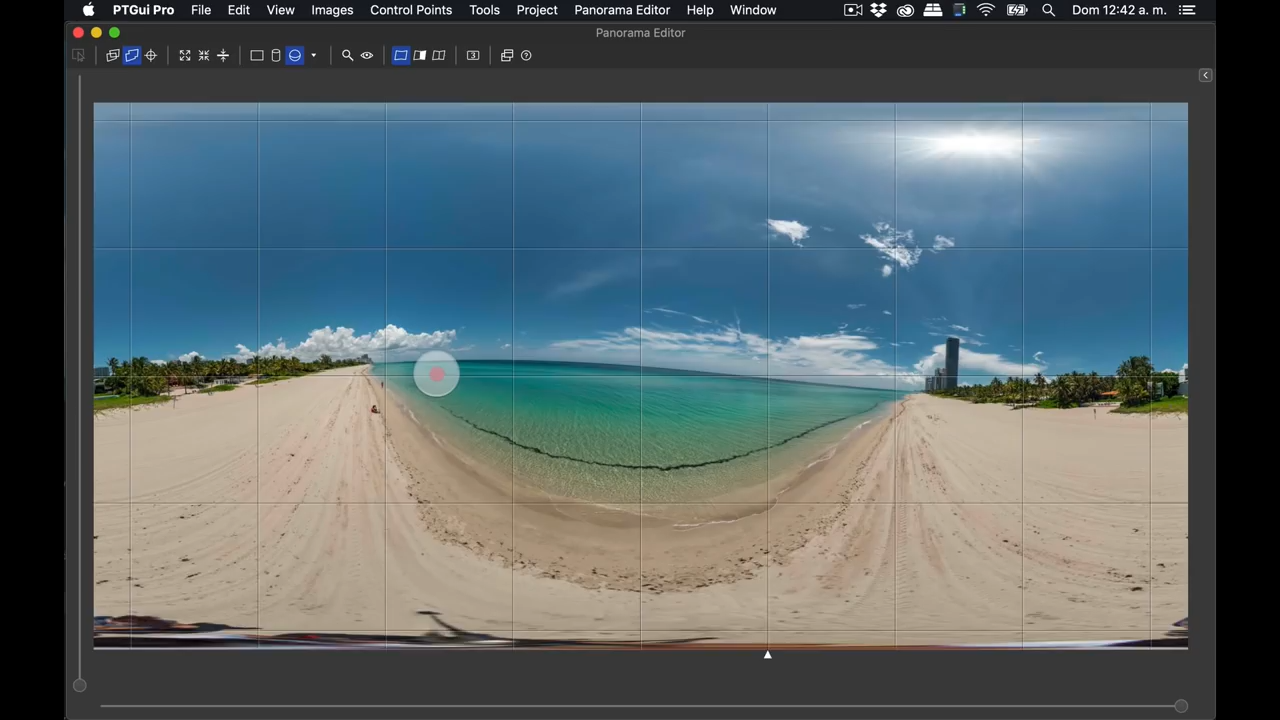 PTGui Pro File Edit View Images Control Points Tools Project Panorama Editor Help Window Dom 12:42 a. m.
Panorama Editor
3